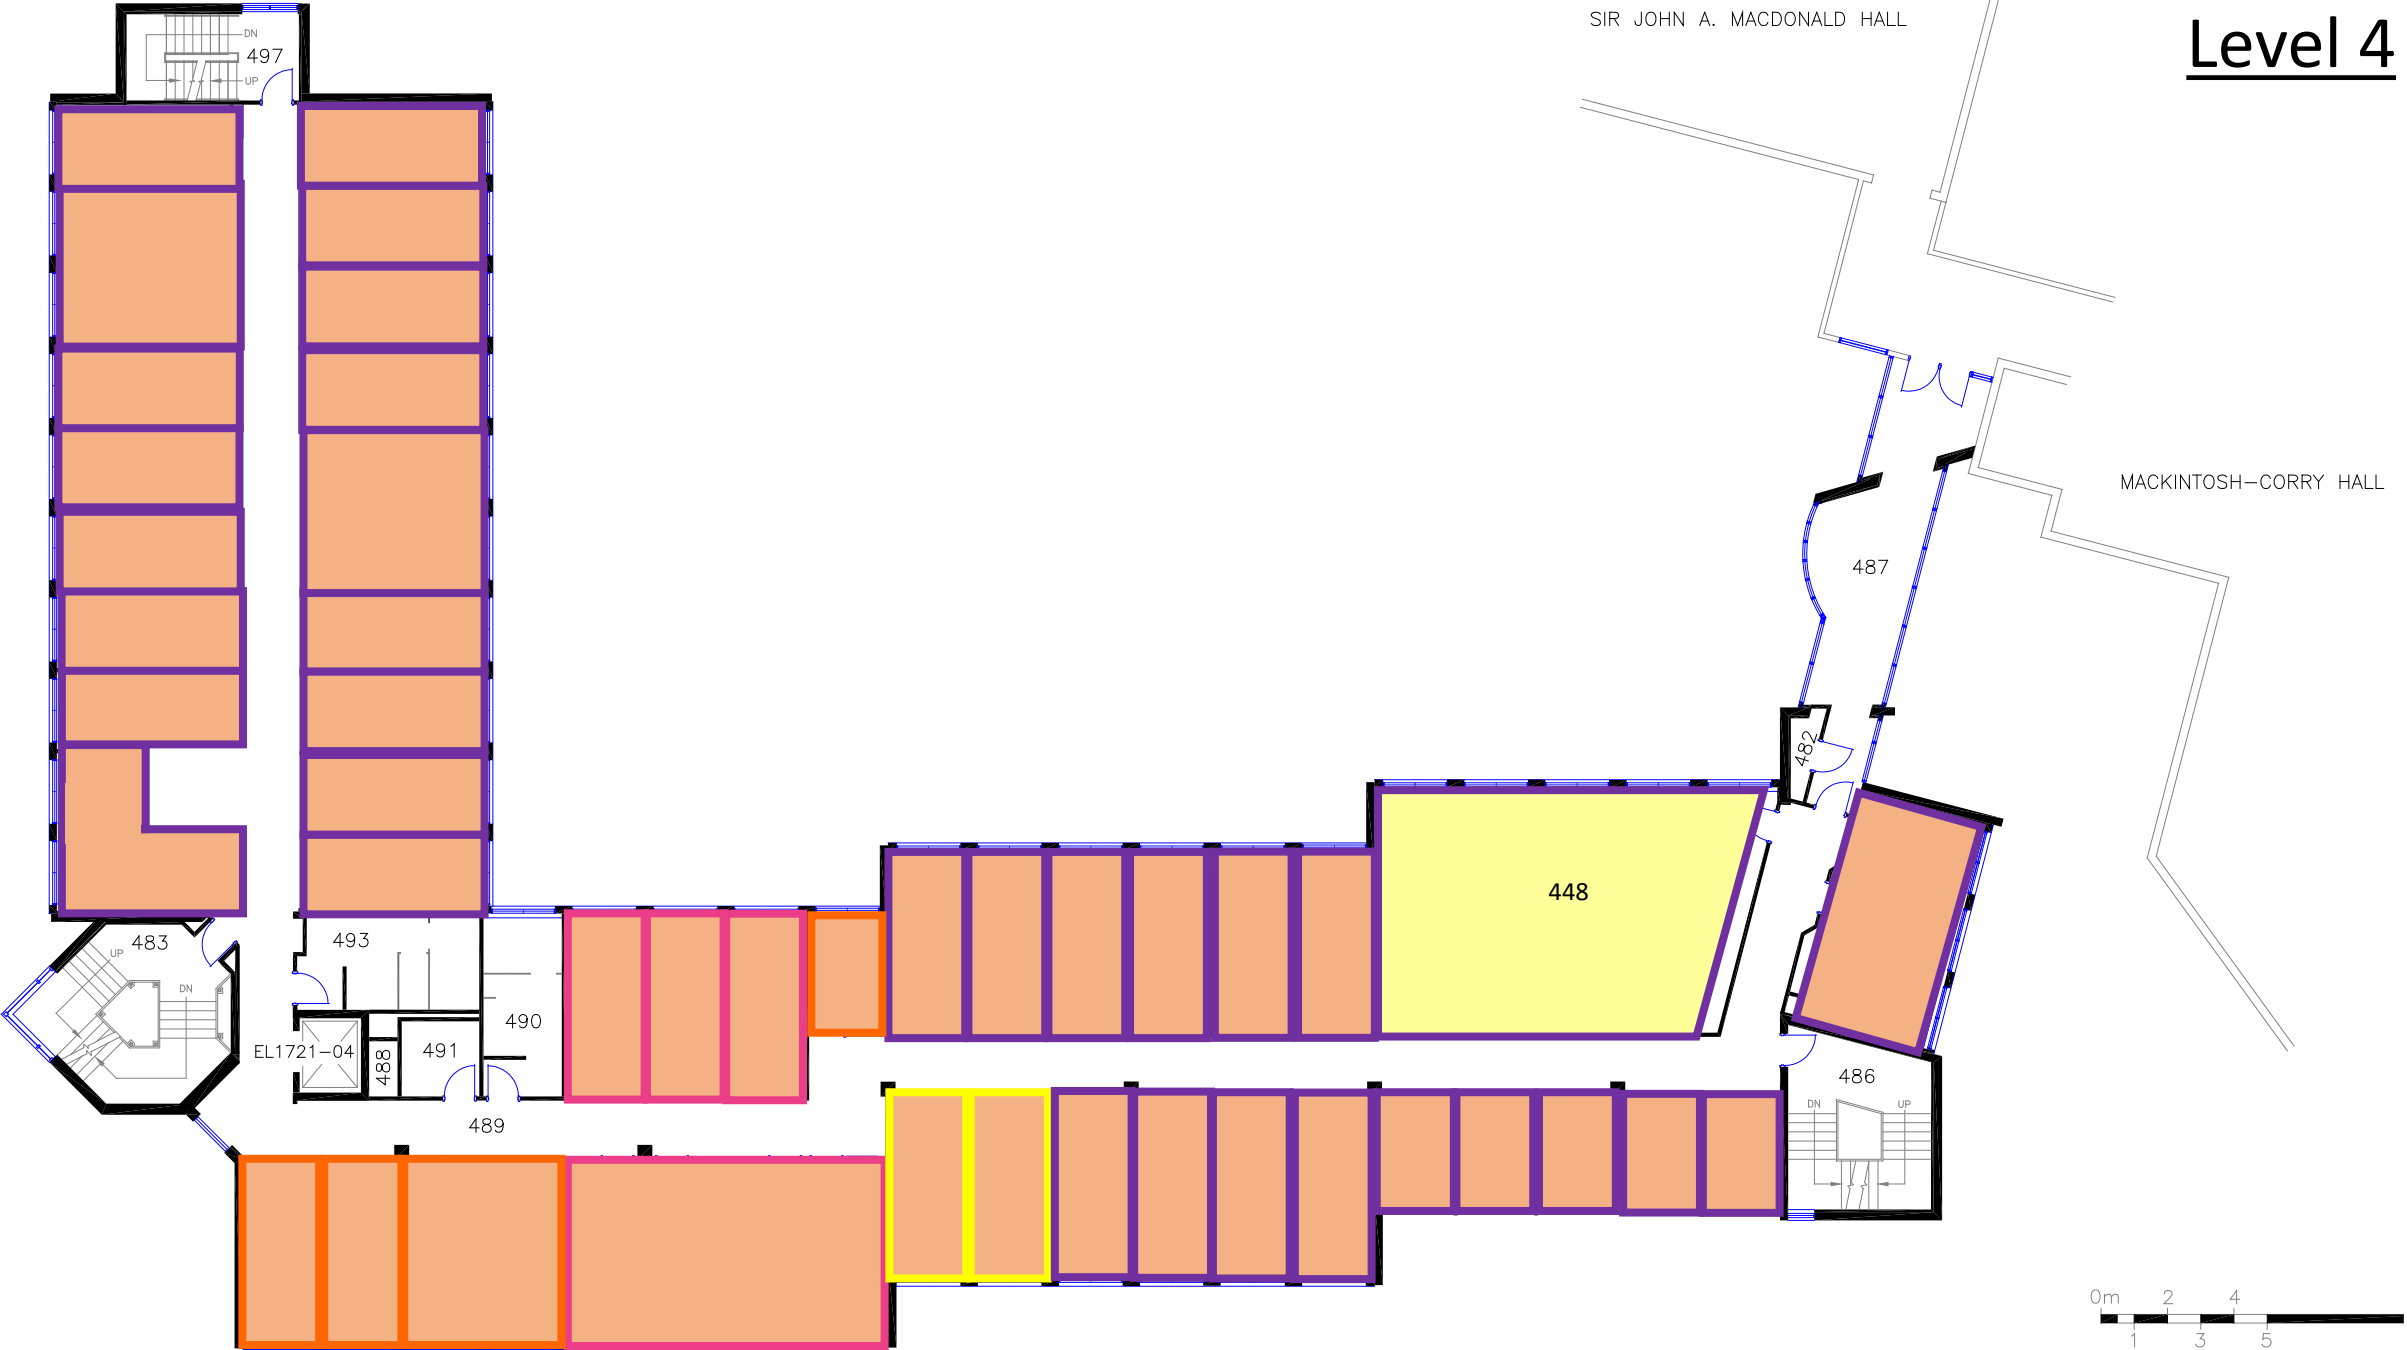 SIR JOHN A. MACDONALD HALL
Level 4
DN
497
UP
MACKINTOSH-CORRY HALL
487
482
448
483
493
UP
DN
490
EL1721-04
488
491
486
489
DN
UP
0m 2 4
1 3 5